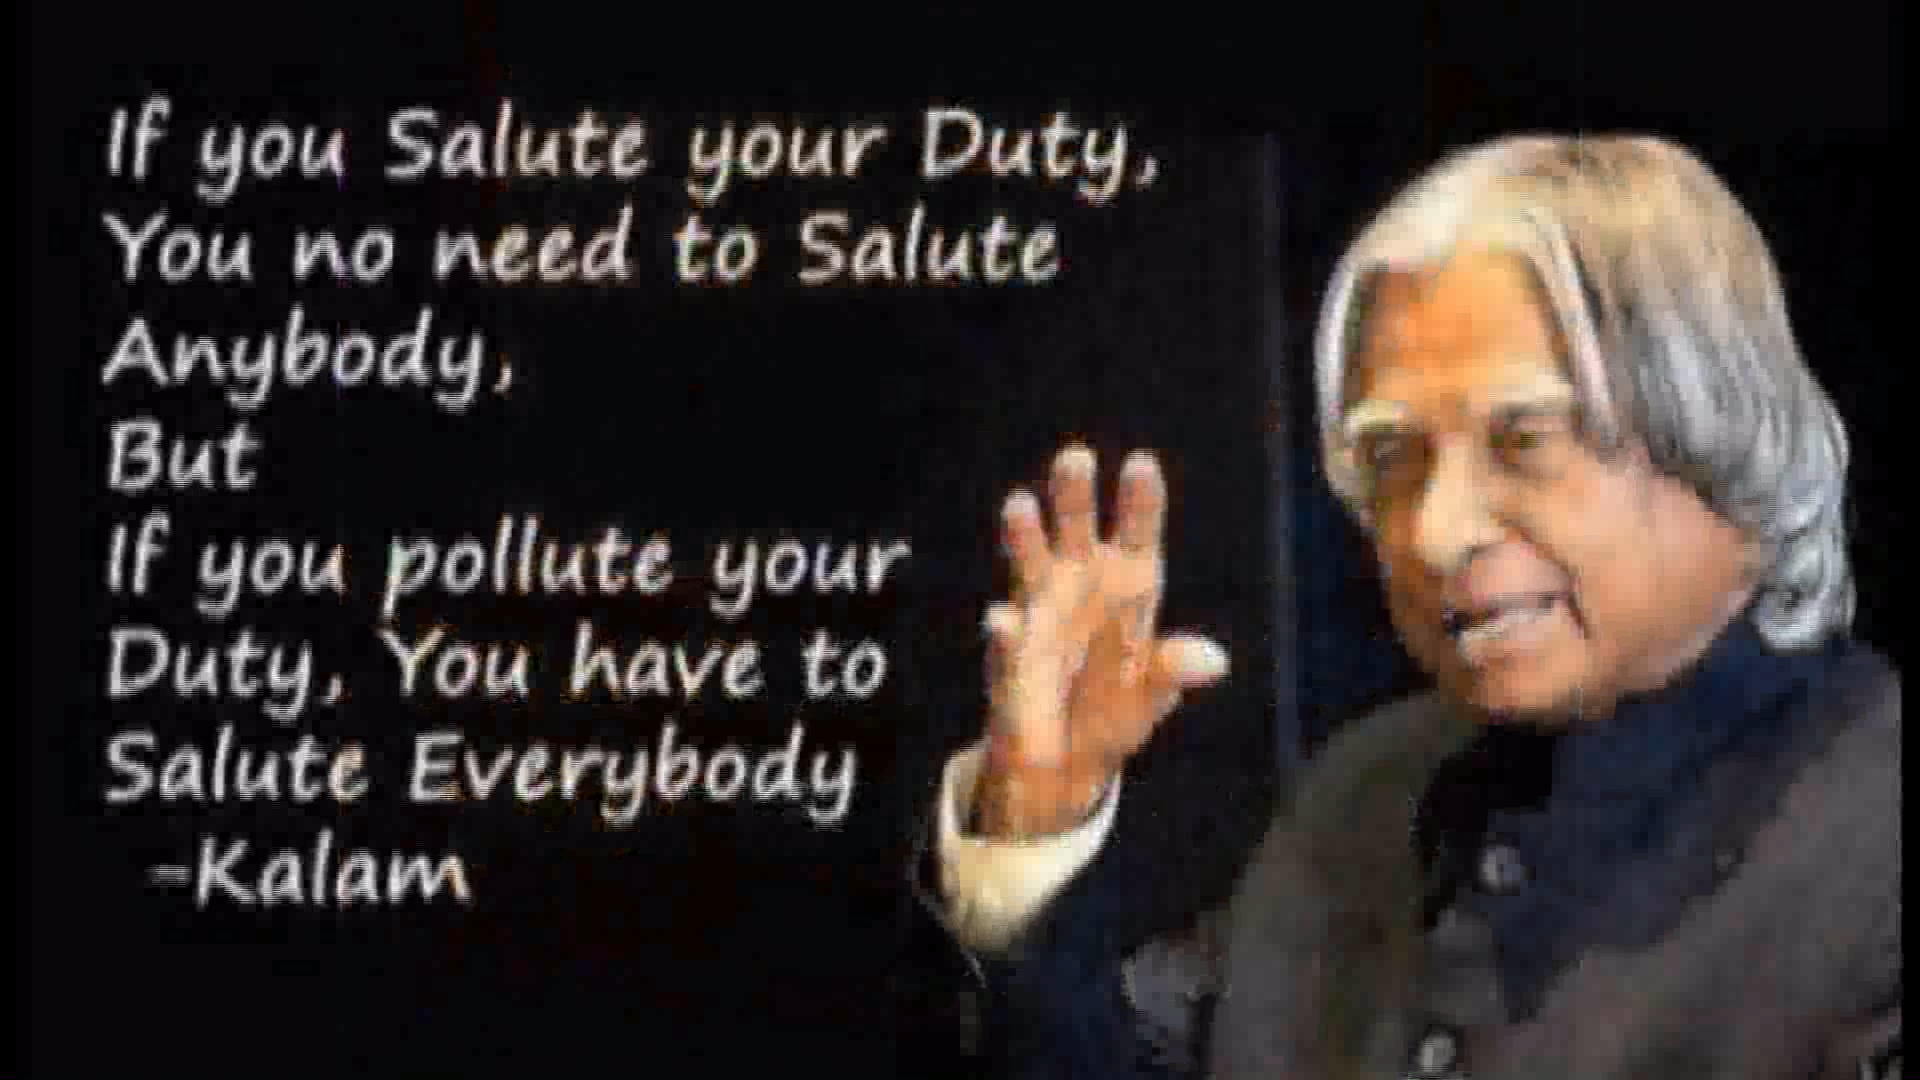 If you Salute your Duty,
You no need to Salute
Anybody,
But
If you pollute your
Duty, You have to
Salute Everybody
-Kalam